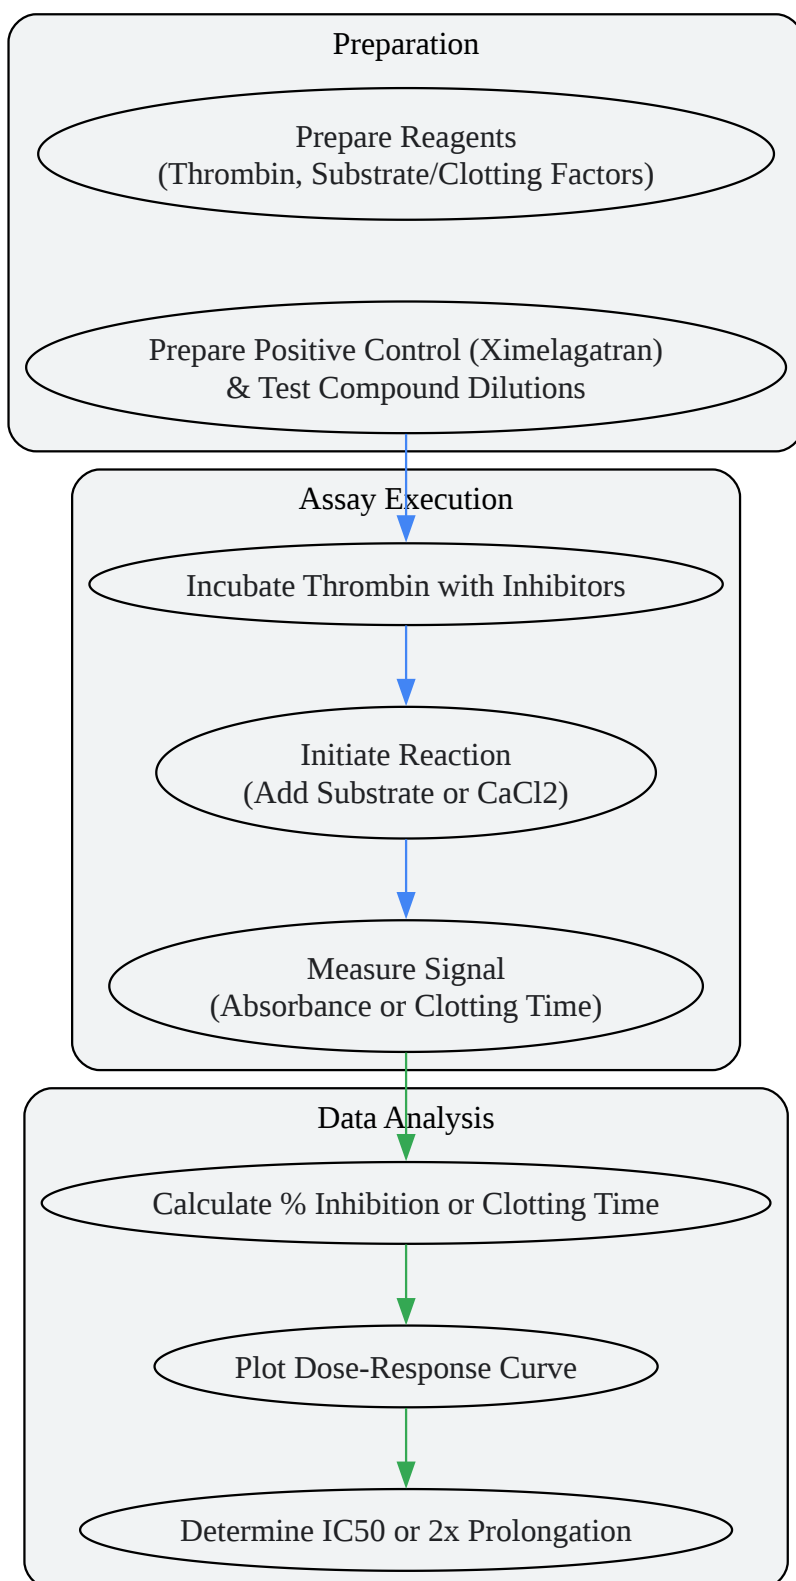 Preparation
Prepare Reagents
(Thrombin, Substrate/Clotting Factors)
Prepare Positive Control (Ximelagatran)
& Test Compound Dilutions
Assay Execution
Incubate Thrombin with Inhibitors
Initiate Reaction
(Add Substrate or CaCl2)
Measure Signal
(Absorbance or Clotting Time)
Data Analysis
Calculate % Inhibition or Clotting Time
Plot Dose-Response Curve
Determine IC50 or 2x Prolongation